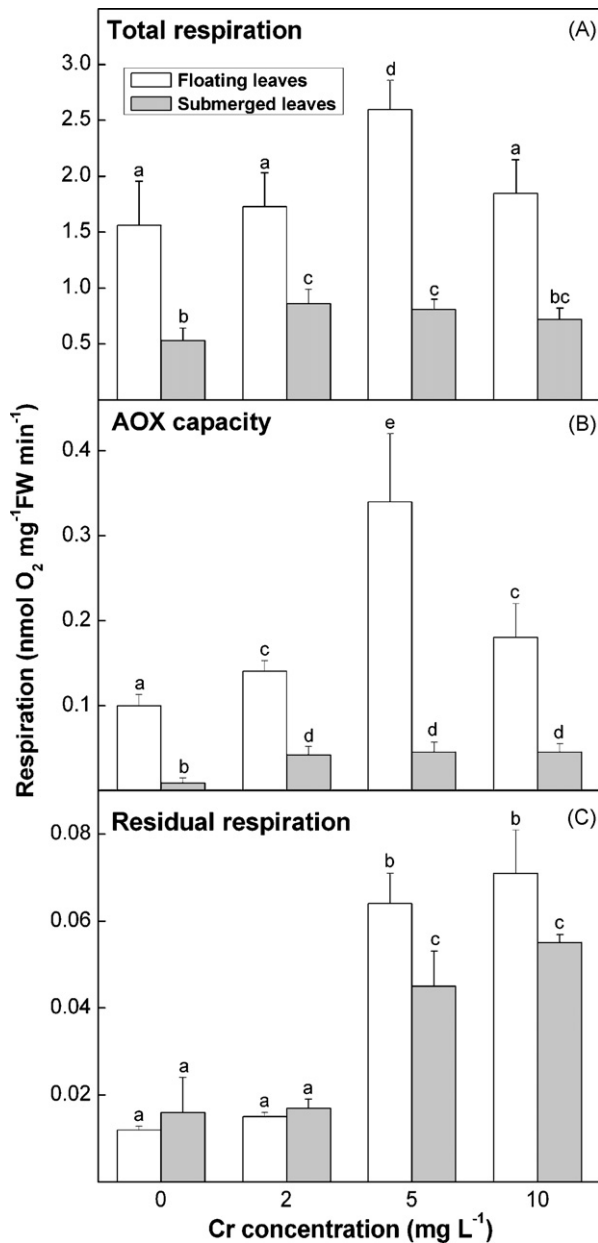 Total respiration (A)
3.0
2.5
2.0
1.5
1.0
0.5
Floating leaves
Submerged leaves
a
b
a
c
d
c
a
bc
AOX capacity (B)
0.4
0.3
0.2
0.1
a
b
c
d
e
d
c
d
Residual respiration (C)
0.08
0.06
0.04
0.02
a
a
a
a
b
c
b
c
0 2 5 10
Cr concentration (mg L⁻¹)
Respiration (nmol O₂ mg⁻¹FW min⁻¹)